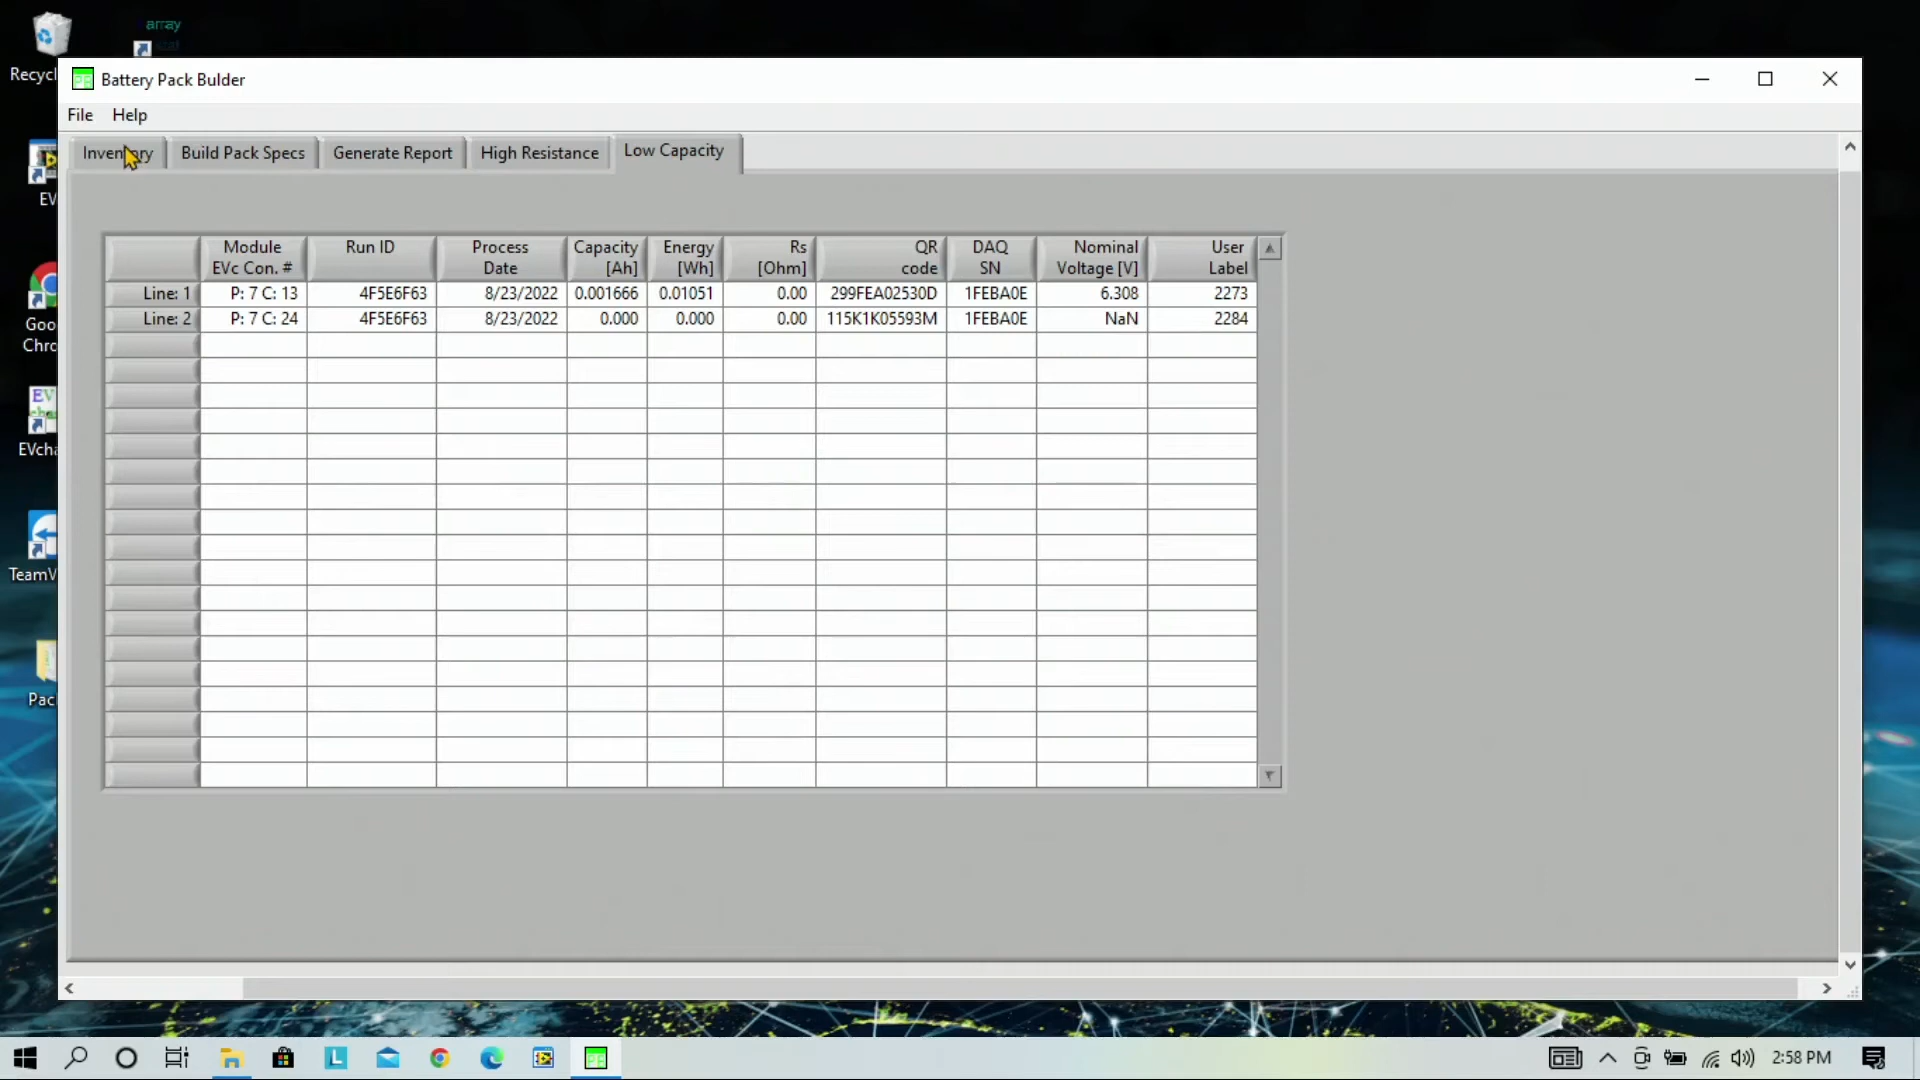 array
Recycl
Battery Pack Bulder
File Help
Inventory Build Pack Specs Generate Report High Resistance Low Capacity
Module EVc Con. # Run ID Process Date Capacity [Ah] Energy [Wh] Rs [Ohm] QR code DAQ SN Nominal Voltage [V] User Label
Line: 1 P: 7 C: 13 4F5E6F63 8/23/2022 0.001666 0.01051 0.00 299FEA02530D 1FEBA0E 6.308 2273
Line: 2 P: 7 C: 24 4F5E6F63 8/23/2022 0.000 0.000 0.00 115K1K05593M 1FEBA0E NaN 2284
EV
Goo
Chro
EV
EVcha
TeamV
Pacl
L
2:58 PM